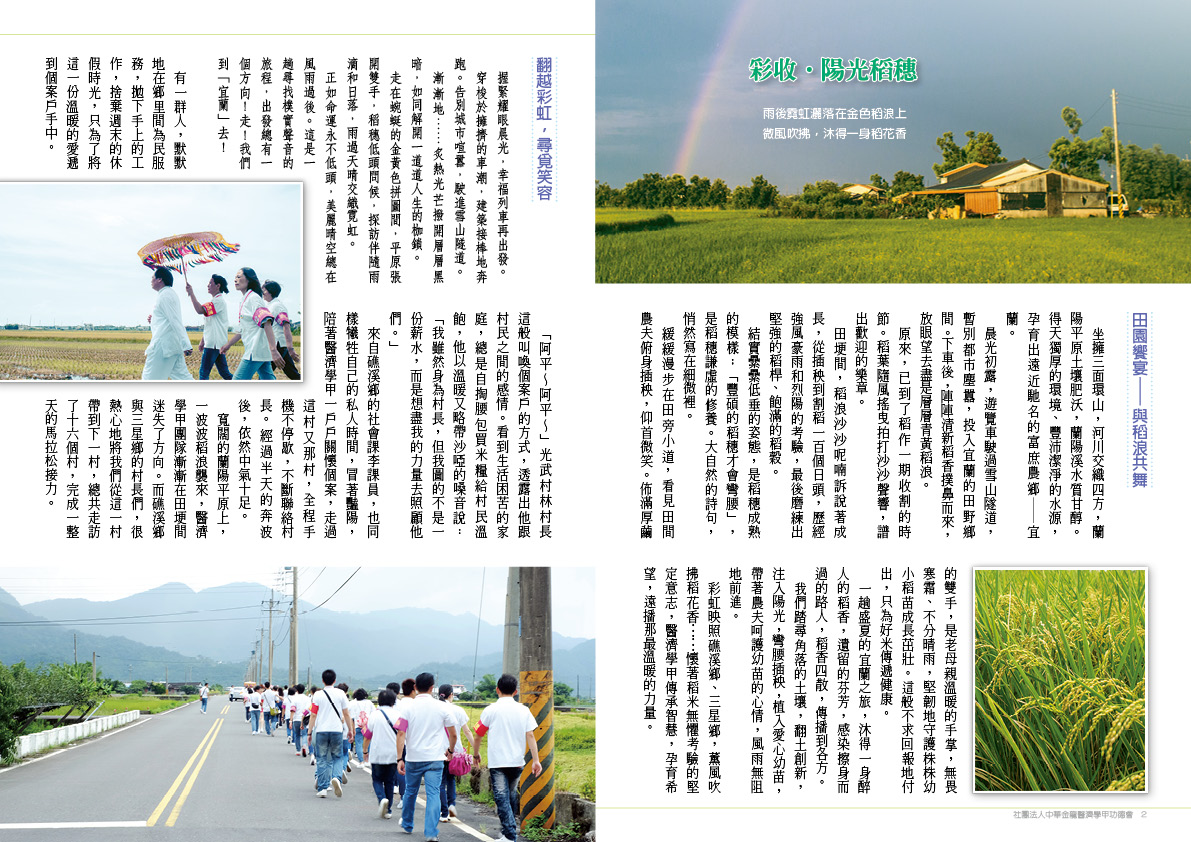 彩收・陽光稻穗
雨後霓虹灑落在金色稻浪上
微風吹拂，沐得一身稻花香
田園饗宴──與稻浪共舞
坐擁三面環山，河川交織四方，蘭
陽平原土壤肥沃，蘭陽溪水質甘醇。
得天獨厚的環境、豐沛潔淨的水源，
孕育出遠近馳名的富庶農鄉──宜
蘭。
晨光初露，遊覽車駛過雪山隧道，
暫別都市塵囂，投入宜蘭的田野鄉
間。下車後，陣陣清新稻香撲鼻而來，
放眼望去盡是層層青黃稻浪。
原來，已到了稻作一期收割的時
節。稻葉隨風搖曳拍打沙沙聲響，譜
出歡迎的樂章。
田埂間，稻浪沙沙呢喃訴說著成
長，從插秧到割稻一百個日頭，歷經
強風豪雨和烈陽的考驗，最後磨練出
堅強的稻桿、飽滿的稻穀。
結實纍纍低垂的姿態，是稻穗成熟
的模樣；「豐碩的稻穗才會彎腰」，
是稻穗謙虛的修養。大自然的詩句，
悄然寫在細微裡。
緩緩漫步在田旁小道，看見田間
農夫俯身插秧，仰首微笑。佈滿厚繭
的雙手，是老母親溫暖的手掌，無畏
寒霜、不分晴雨，堅韌地守護株株幼
小稻苗成長茁壯。這般不求回報地付
出，只為好米傳遞健康。
一趟盛夏的宜蘭之旅，沐得一身醉
人的稻香，遺留的芬芳，感染擦身而
過的路人，稻香四散，傳播到各方。
我們踏尋角落的土壤，翻土創新，
注入陽光，彎腰插秧，植入愛心幼苗，
帶著農夫呵護幼苗的心情，風雨無阻
地前進。
彩虹映照礁溪鄉、三星鄉，薰風吹
拂稻花香……懷著稻米無懼考驗的堅
定意志，醫濟學甲傳承智慧，孕育希
望，遠播那最溫暖的力量。
社團法人中華金龍醫濟學甲功德會 2
翻越彩虹，尋覓笑容
握緊耀眼晨光，幸福列車再出發。
穿梭於擁擠的車潮，建築接棒地奔
跑。告別城市喧囂，駛進雪山隧道。
漸漸地……炙熱光芒撥開層層黑
暗，如同解開一道道人生的枷鎖。
走在蜿蜒的金黃色拼圖間，平原張
開雙手，稻穗低頭問候，探訪伴隨雨
滴和日落，雨過天晴交織霓虹。
正如命運永不低頭，美麗晴空總在
風雨過後。這是一
趟尋找樸實聲音的
旅程，出發總有一
個方向！走！我們
到「宜蘭」去！
有一群人，默默
地在鄉里間為民服
務，拋下手上的工
作，捨棄週末的休
假時光，只為了將
這一份溫暖的愛遞
到個案戶手中。
「阿平～阿平～」光武村林村長
這般叫喚個案戶的方式，透露出他跟
村民之間的感情。看到生活困苦的家
庭，總是自掏腰包買米糧給村民溫
飽，他以溫暖又略帶沙啞的嗓音說：
「我雖然身為村長，但我圖的不是一
份薪水，而是想盡我的力量去照顧他
們。」
來自礁溪鄉的社會課李課員，也同
樣犧牲自己的私人時間，冒著豔陽，
陪著醫濟學甲一戶戶關懷個案，走過
這村又那村，全程手
機不停歇，不斷聯絡村
長。經過半天的奔波
後，依然中氣十足。
寬闊的蘭陽平原上，
一波波稻浪襲來，醫濟
學甲團隊漸漸在田埂間
迷失了方向。而礁溪鄉
與三星鄉的村長們，很
熱心地將我們從這一村
帶到下一村，總共走訪
了十六個村，完成一整
天的馬拉松接力。